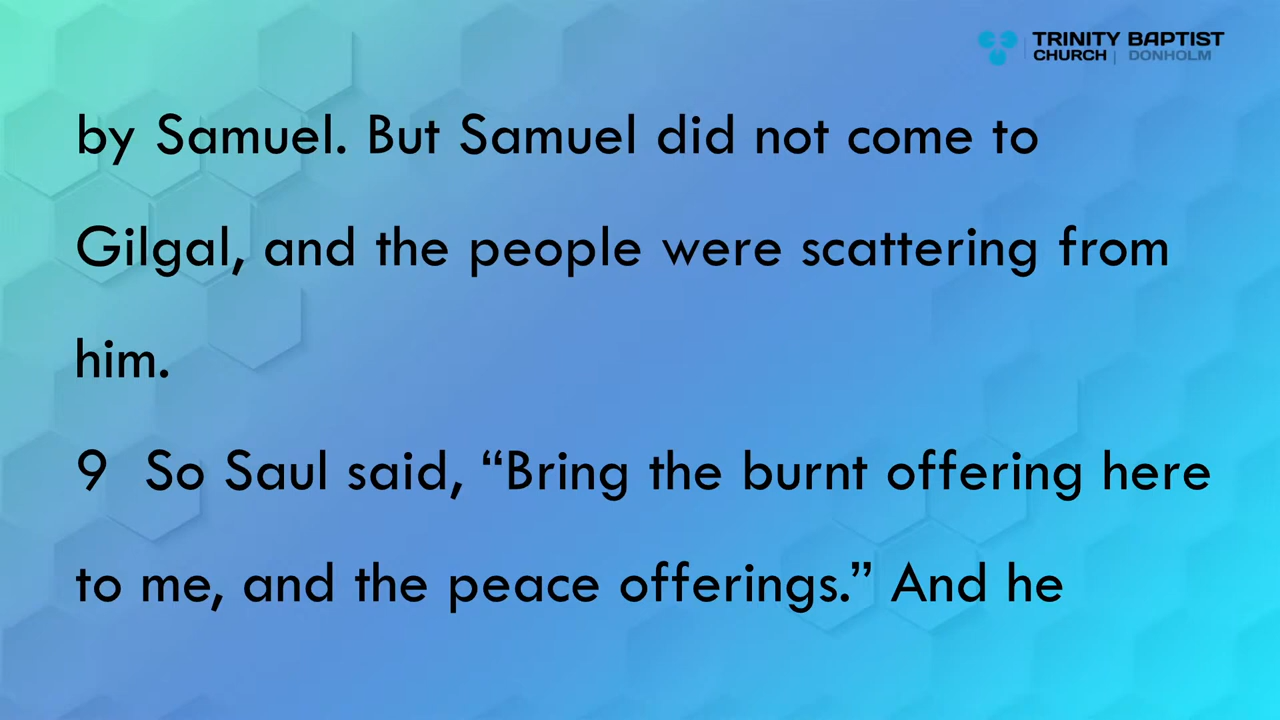 TRINITY BAPTIST
CHURCH | DONHOLM
by Samuel. But Samuel did not come to
Gilgal, and the people were scattering from
him.
9 So Saul said, “Bring the burnt offering here
to me, and the peace offerings.” And he